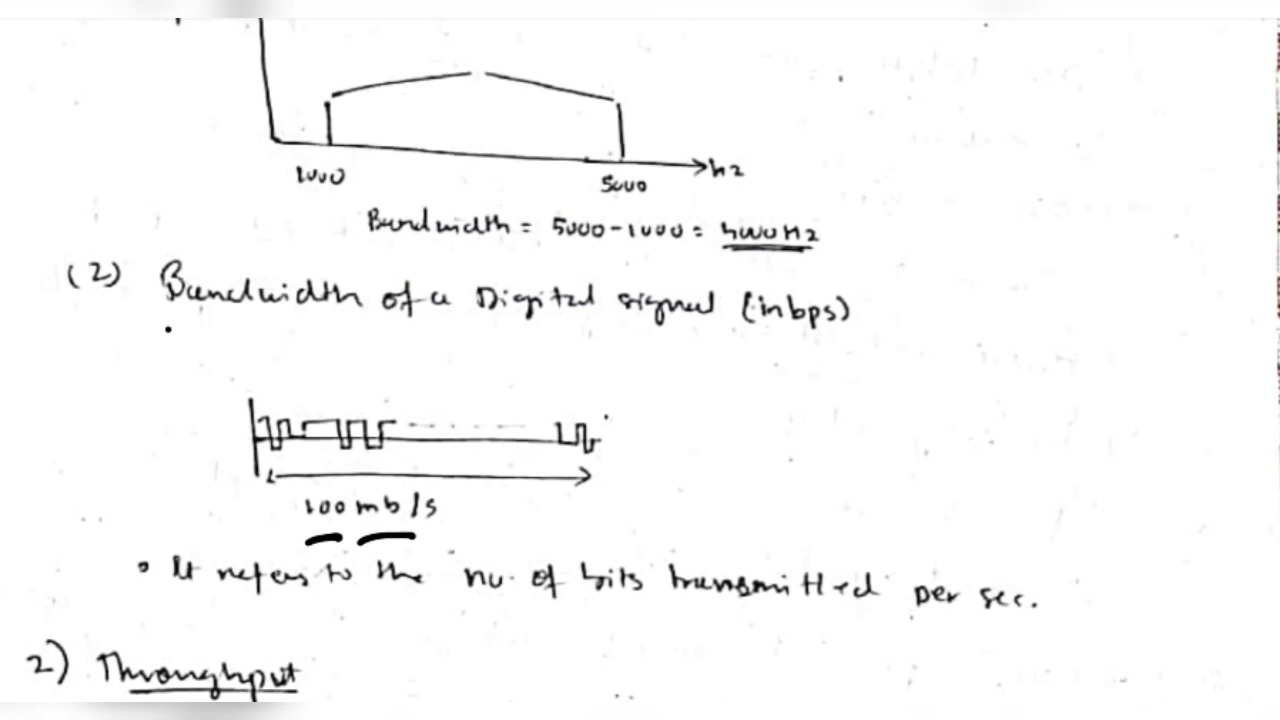 Hz
1000
5000
Bandwidth = 5000-1000 = 4000Hz
(2) Bandwidth of a Digital signal (in bps)
100 mb/s
• It refers to the no. of bits transmitted per sec.
2) Throughput